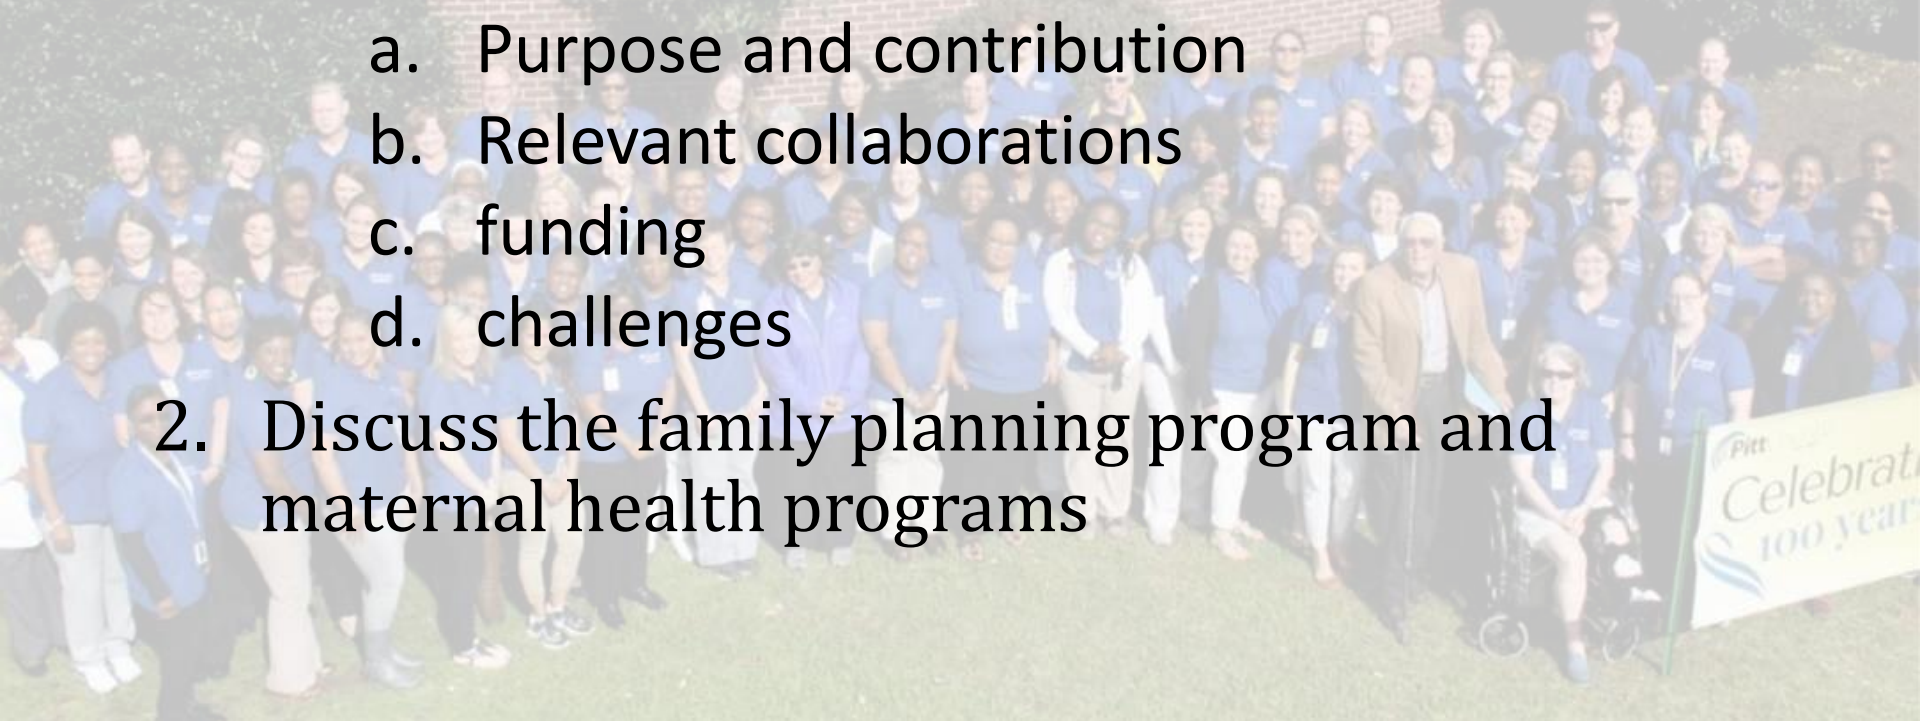 a. Purpose and contribution
b. Relevant collaborations
c. funding
d. challenges
2. Discuss the family planning program and
maternal health programs
Pitt
Celebrati
100 year